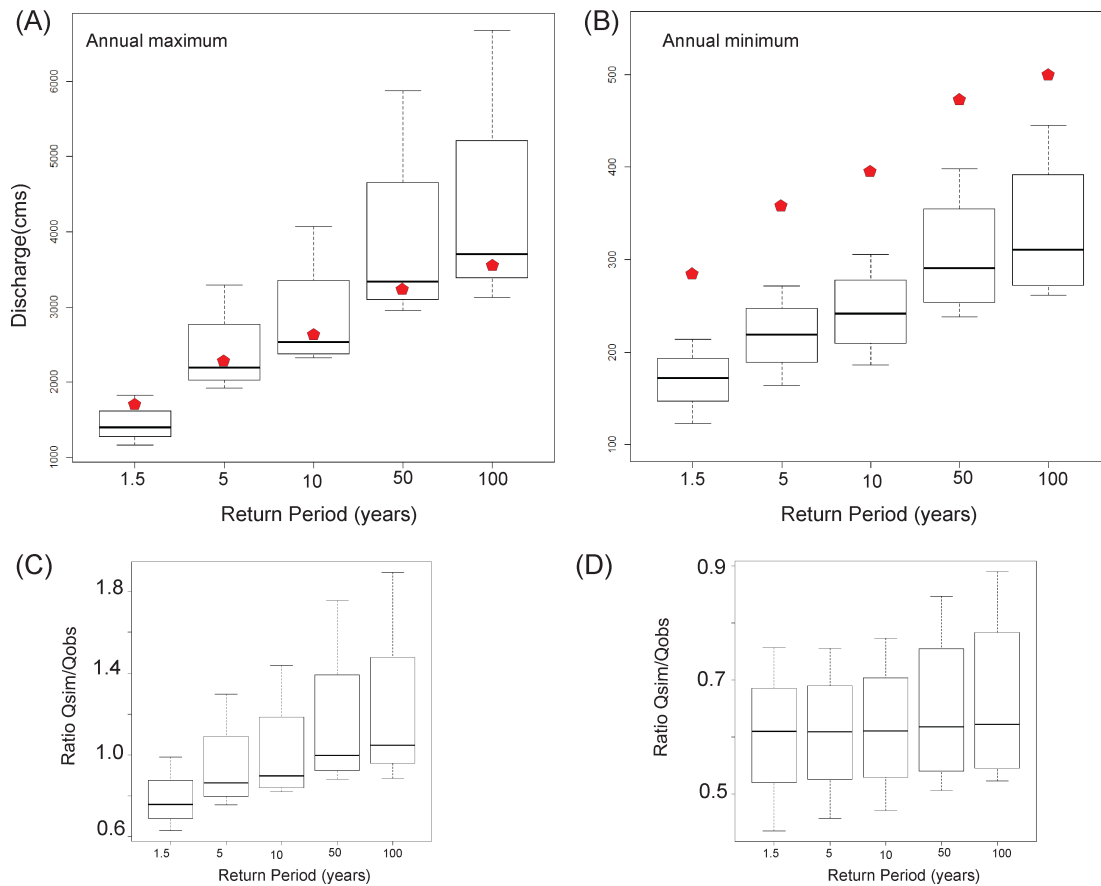 (A)
Annual maximum
Discharge(cms)
6000
5000
4000
3000
2000
1000
1.5 5 10 50 100
Return Period (years)
(B)
Annual minimum
500
400
300
200
100
1.5 5 10 50 100
Return Period (years)
(C)
Ratio Qsim/Qobs
1.8
1.4
1.0
0.6
1.5 5 10 50 100
Return Period (years)
(D)
Ratio Qsim/Qobs
0.9
0.7
0.5
1.5 5 10 50 100
Return Period (years)